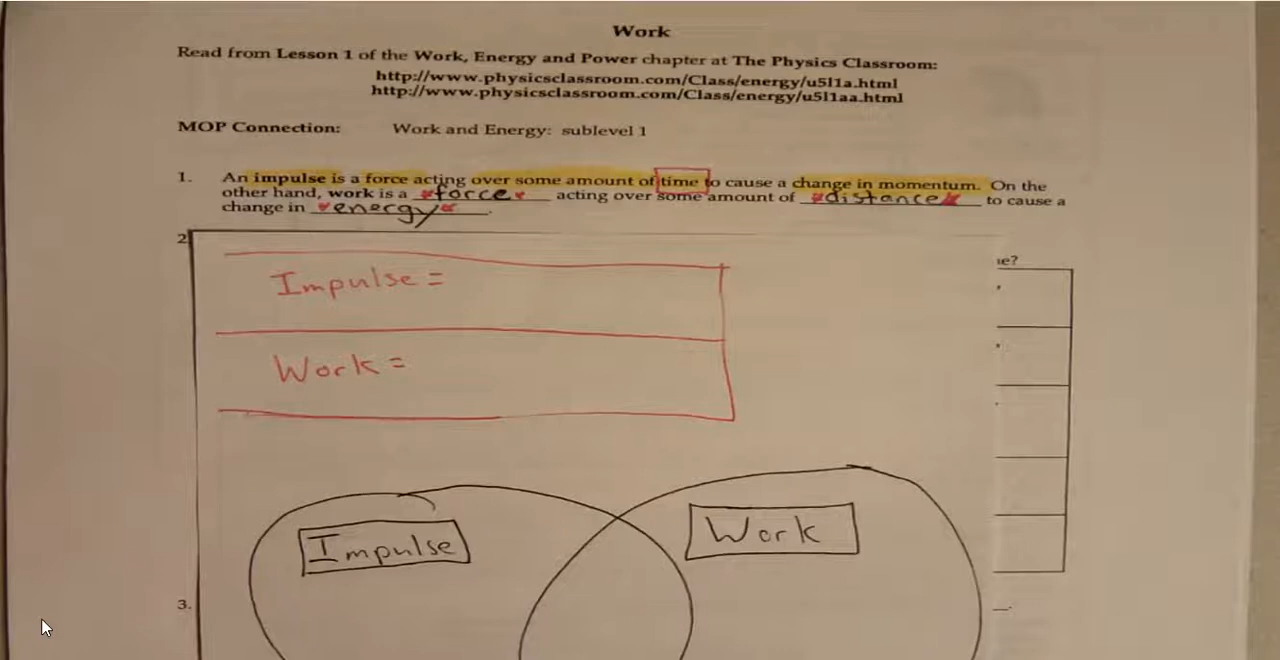 Work
Read from Lesson 1 of the Work, Energy and Power chapter at The Physics Classroom:
http://www.physicsclassroom.com/Class/energy/u5l1a.html
http://www.physicsclassroom.com/Class/energy/u5l1aa.html
MOP Connection: Work and Energy: sublevel 1
1. An impulse is a force acting over some amount of time to cause a change in momentum. On the
other hand, work is a force acting over some amount of distance to cause a
change in energy.
2
ue?
Impulse =
Work =
Impulse
Work
3.